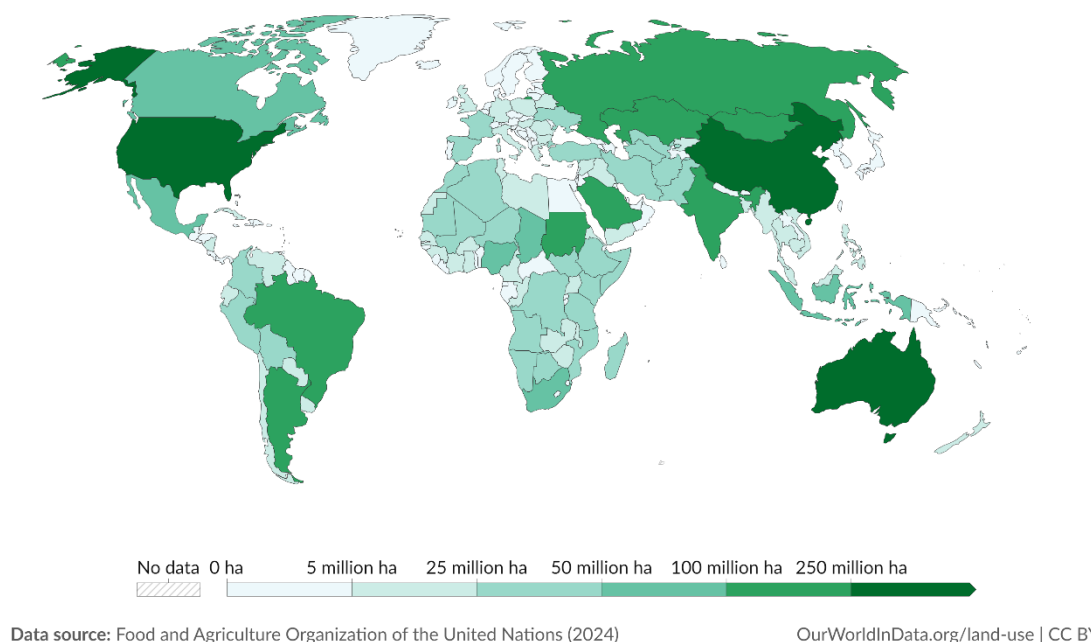 No data 0 ha 5 million ha 25 million ha 50 million ha 100 million ha 250 million ha
Data source: Food and Agriculture Organization of the United Nations (2024) OurWorldInData.org/land-use | CC BY